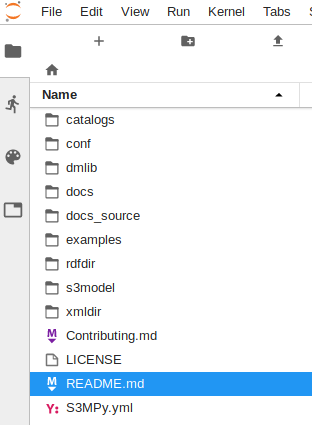 File Edit View Run Kernel Tabs
Name
catalogs
conf
dmlib
docs
docs_source
examples
rdfdir
s3model
xmldir
Contributing.md
LICENSE
README.md
S3MPy.yml